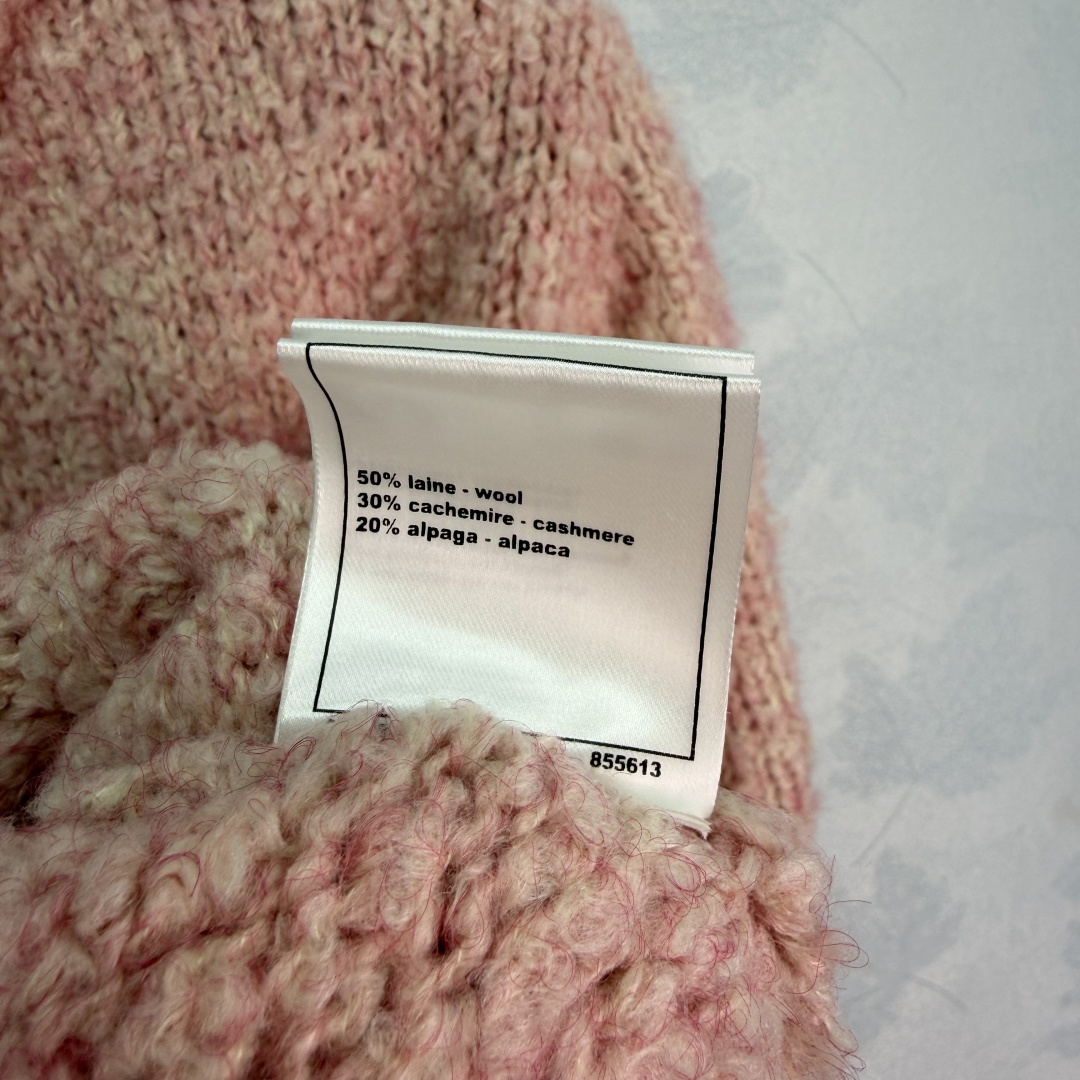 50% laine - wool
30% cachemire - cashmere
20% alpaga - alpaca
855613